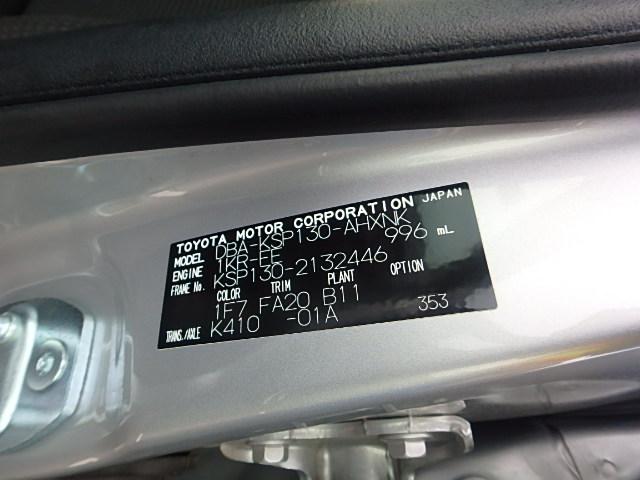 TOYOTA MOTOR CORPORATION JAPAN
MODEL DBA-KSP130-AHXNK
ENGINE 1KR-FE 996 mL
FRAME No. KSP130-2132446
COLOR TRIM PLANT OPTION
1F7 FA20 B11
TRANS./AXLE K410 -01A 353